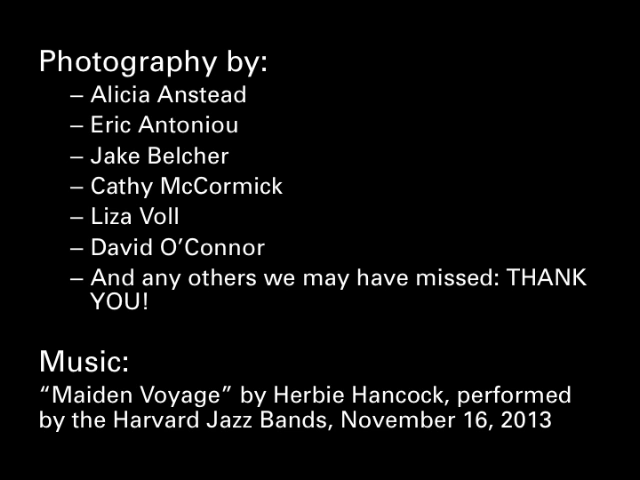 Photography by:
– Alicia Anstead
– Eric Antoniou
– Jake Belcher
– Cathy McCormick
– Liza Voll
– David O’Connor
– And any others we may have missed: THANK
YOU!
Music:
“Maiden Voyage” by Herbie Hancock, performed
by the Harvard Jazz Bands, November 16, 2013